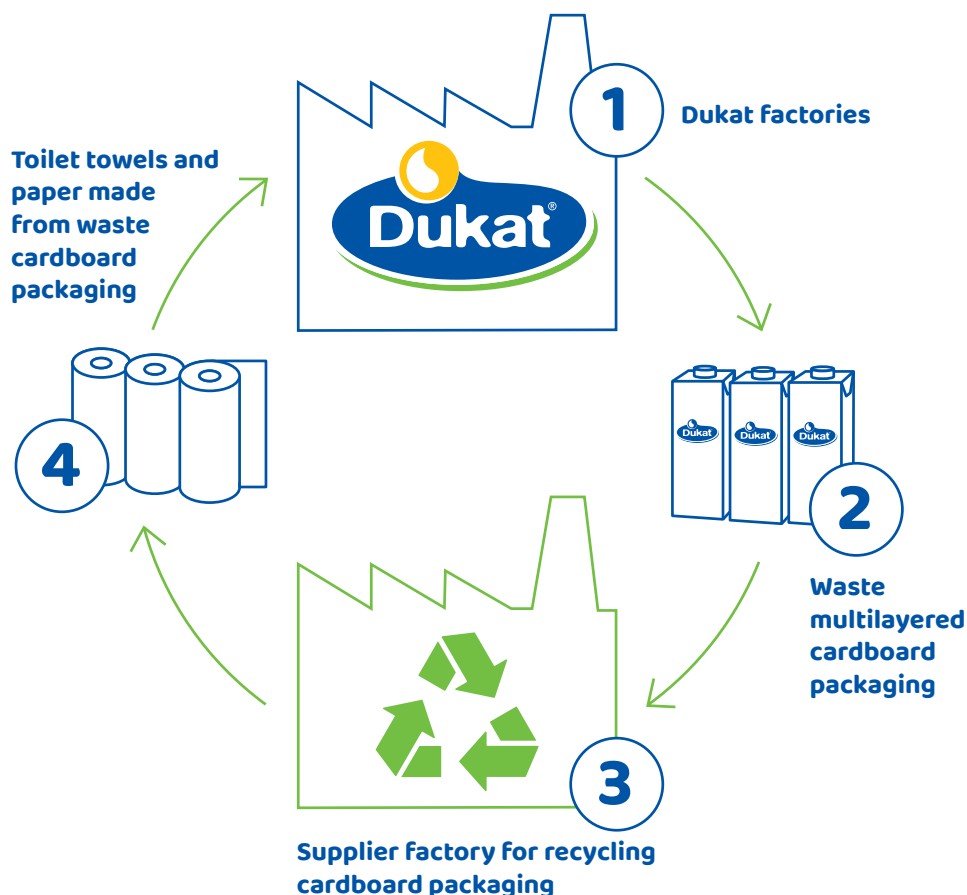 1
Dukat factories
Dukat®
Toilet towels and
paper made
from waste
cardboard
packaging
4
Dukat
Dukat
Dukat
2
Waste
multilayered
cardboard
packaging
3
Supplier factory for recycling
cardboard packaging